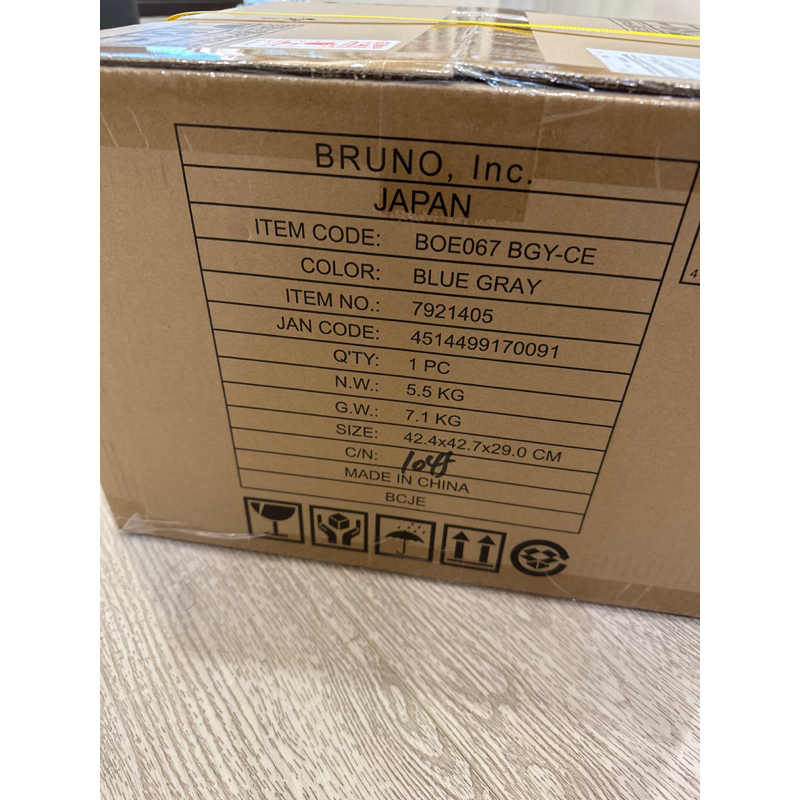 BRUNO, Inc.
JAPAN
ITEM CODE: BOE067 BGY-CE
COLOR: BLUE GRAY
ITEM NO.: 7921405
JAN CODE: 4514499170091
Q'TY: 1 PC
N.W.: 5.5 KG
G.W.: 7.1 KG
SIZE: 42.4x42.7x29.0 CM
C/N:
MADE IN CHINA
BCJE
4